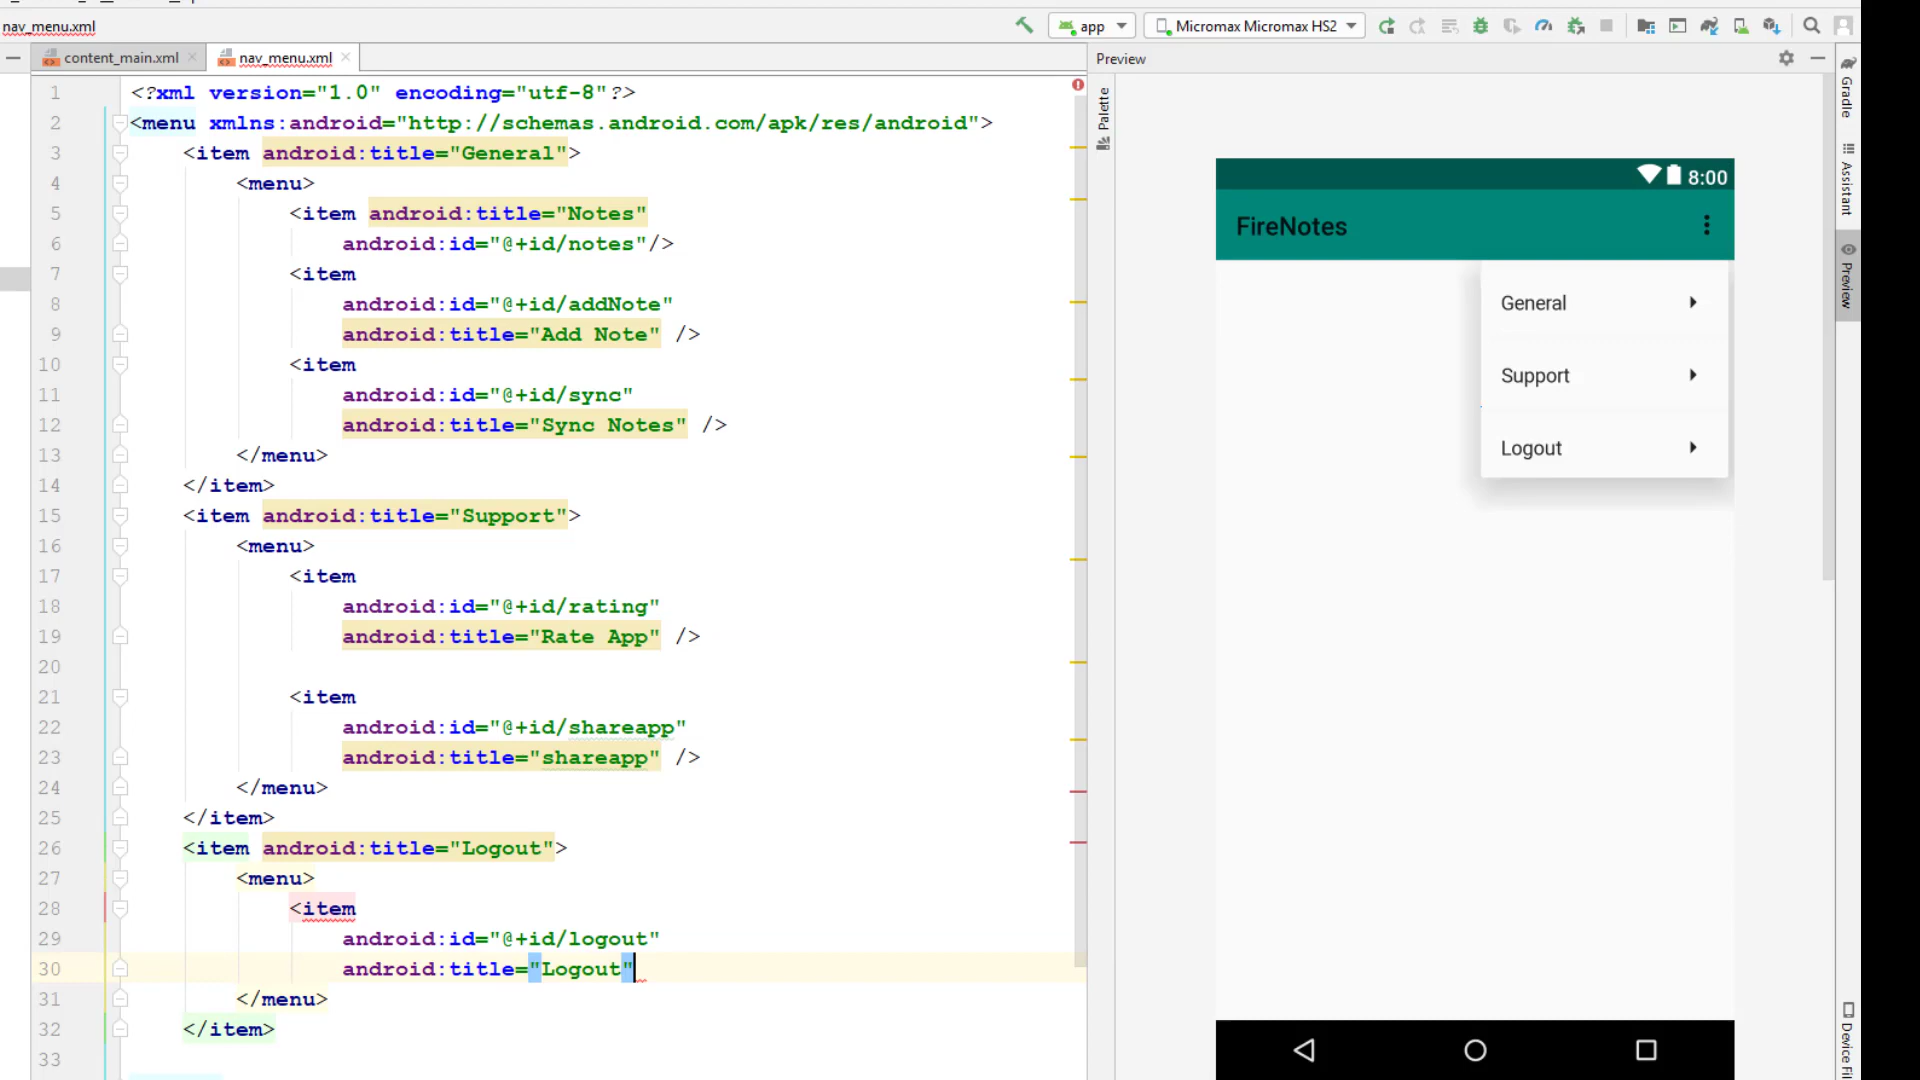 nav_menu.xml
app
Micromax Micromax HS2
content_main.xml
nav_menu.xml
Preview
1 <?xml version="1.0" encoding="utf-8"?>
2 <menu xmlns:android="http://schemas.android.com/apk/res/android">
3 <item android:title="General">
4 <menu>
5 <item android:title="Notes"
6 android:id="@+id/notes"/>
7 <item
8 android:id="@+id/addNote"
9 android:title="Add Note" />
10 <item
11 android:id="@+id/sync"
12 android:title="Sync Notes" />
13 </menu>
14 </item>
15 <item android:title="Support">
16 <menu>
17 <item
18 android:id="@+id/rating"
19 android:title="Rate App" />
20
21 <item
22 android:id="@+id/shareapp"
23 android:title="shareapp" />
24 </menu>
25 </item>
26 <item android:title="Logout">
27 <menu>
28 <item
29 android:id="@+id/logout"
30 android:title="Logout"
31 </menu>
32 </item>
33
Palette
8:00
FireNotes
General
Support
Logout
Gradle
Assistant
Preview